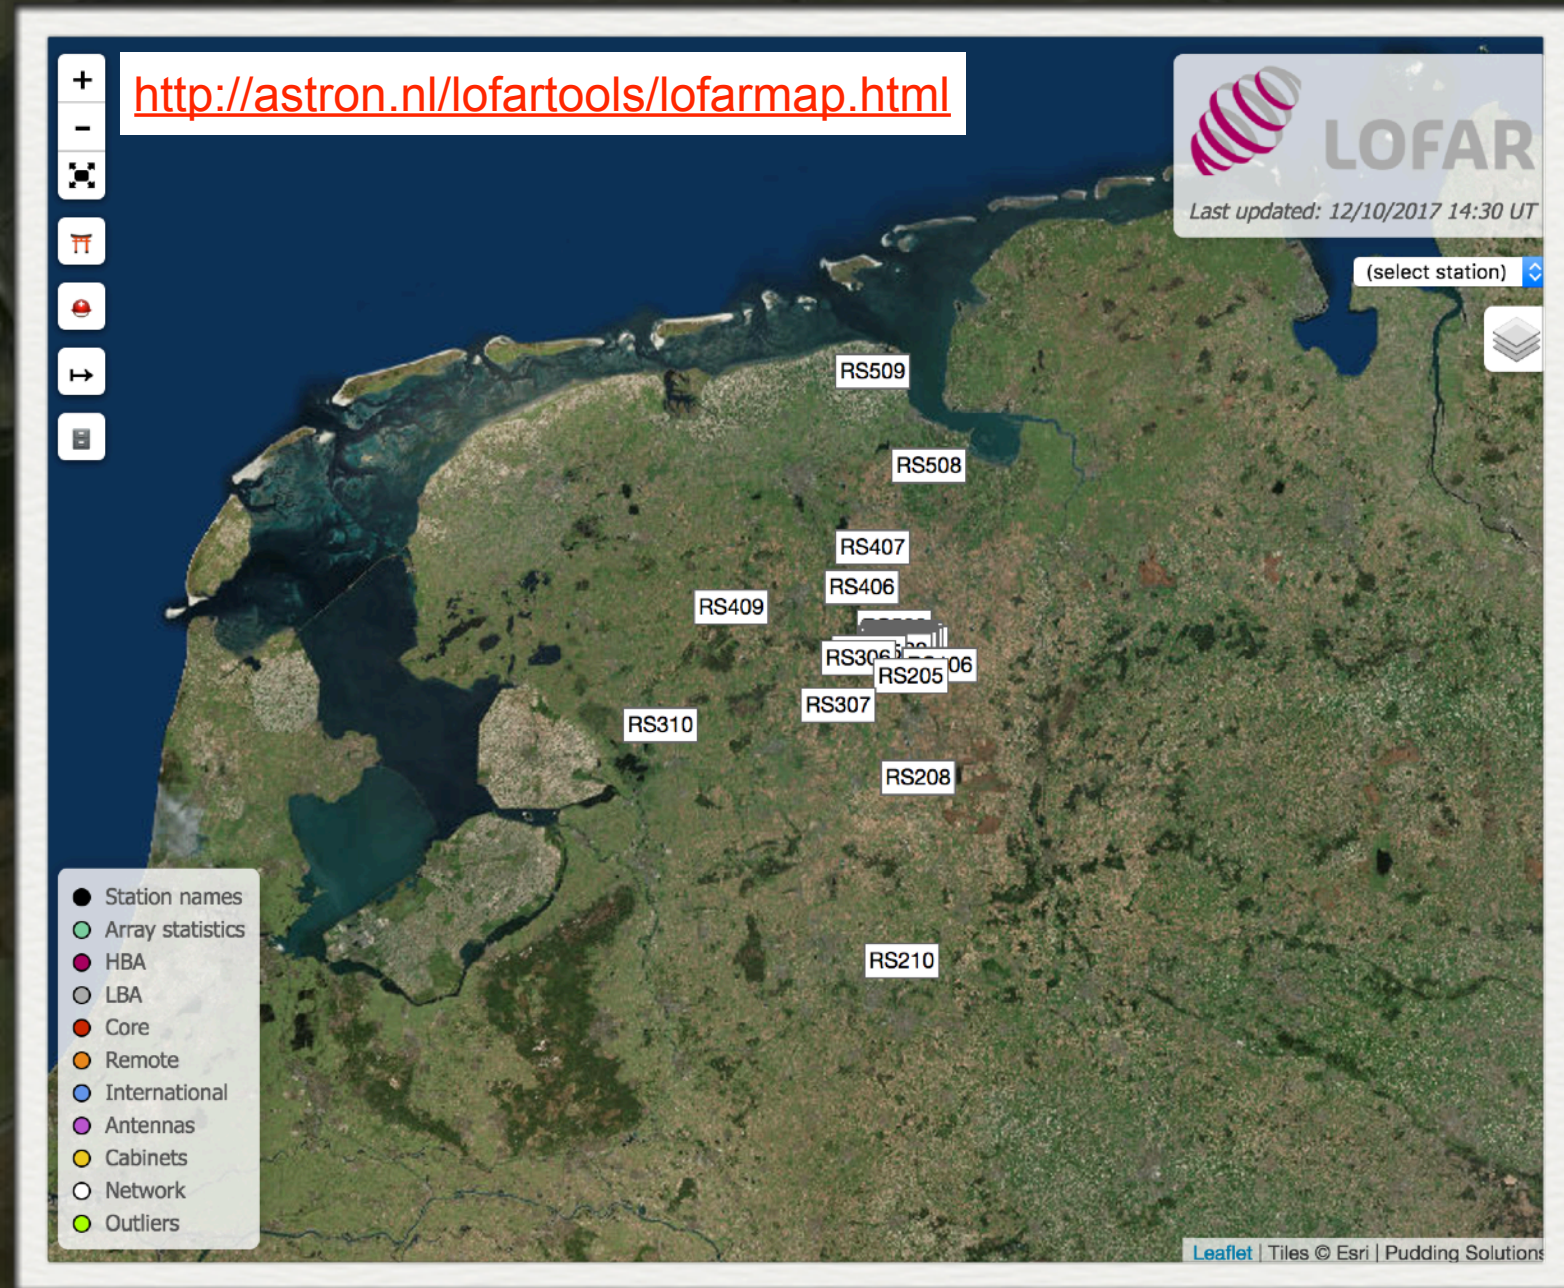 +
http://astron.nl/lofartools/lofarmap.html
-
LOFAR
Last updated: 12/10/2017 14:30 UT
(select station)
RS509
RS508
RS407
RS406
RS409
RS306
RS205
RS307
RS310
RS208
RS210
Station names
Array statistics
HBA
LBA
Core
Remote
International
Antennas
Cabinets
Network
Outliers
Leaflet | Tiles © Esri | Pudding Solutions